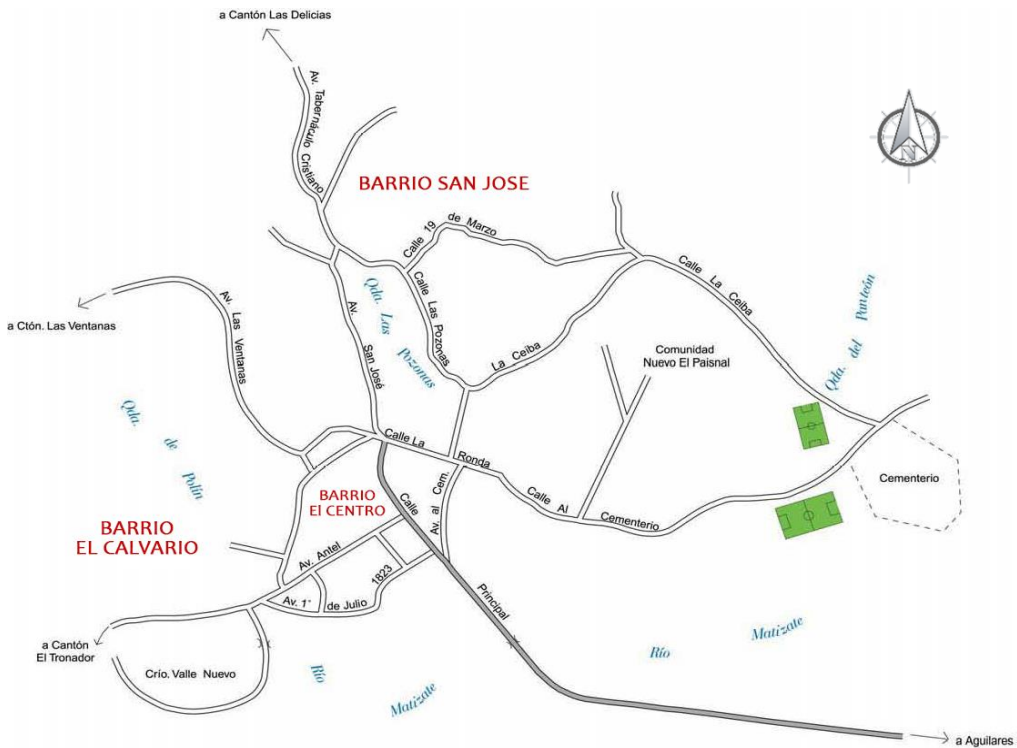 a Cantón Las Delicias
Av. Tabernáculo Cristiano
N
BARRIO SAN JOSE
Calle 19 de Marzo
Calle La Ceiba
Qda. del Panteón
a Ctón. Las Ventanas
Av. Las Ventanas
Av. San José
Qda. Las Pozonas
Calle Las Pozonas
La Ceiba
Comunidad
Nuevo El Paisnal
Qda. de Polín
Calle La Ronda
Calle Al Cementerio
Cementerio
BARRIO
El CENTRO
Calle Principal
Av. al Cem.
BARRIO
EL CALVARIO
Av. Antel
Av. 1° de Julio 1823
a Cantón
El Tronador
Crío. Valle Nuevo
Río Matizate
Río Matizate
a Aguilares